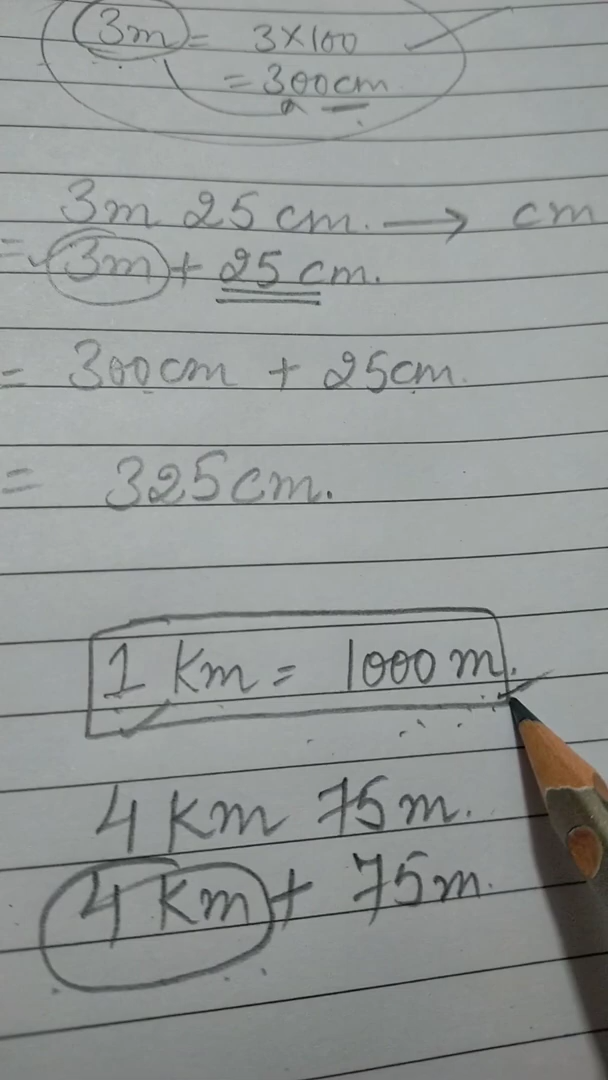 3m = 3×100
= 300cm
3m 25 cm. → cm
= 3m + 25 cm.
= 300cm + 25cm.
= 325cm.
1 Km = 1000 m.
4 Km 75m.
4 Km + 75m.